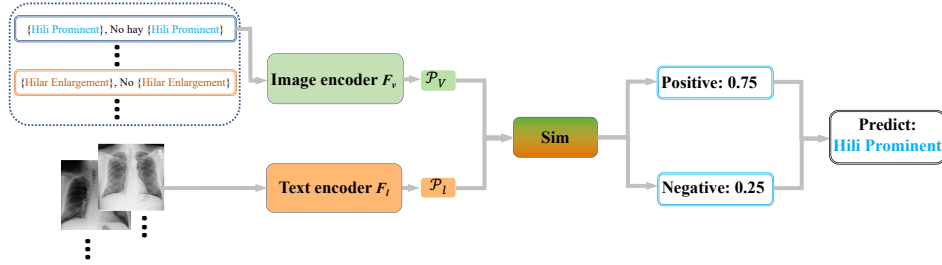 {Hili Prominent}, No hay {Hili Prominent}
{Hilar Enlargement}, No {Hilar Enlargement}
Image encoder F_v
P_V
Text encoder F_l
P_l
Sim
Positive: 0.75
Negative: 0.25
Predict:
Hili Prominent